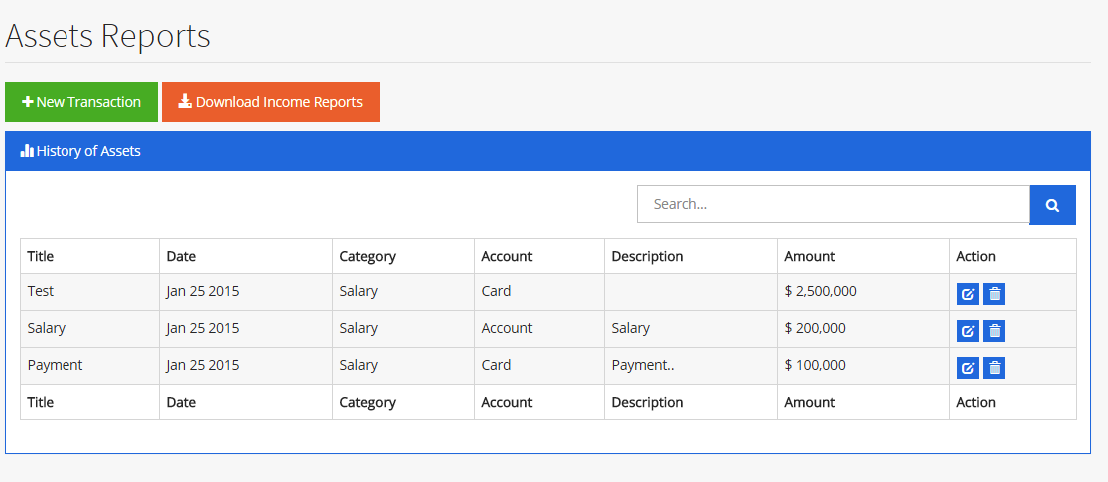 Assets Reports
New Transaction Download Income Reports
History of Assets
Search...
Title Date Category Account Description Amount Action
Test Jan 25 2015 Salary Card $ 2,500,000
Salary Jan 25 2015 Salary Account Salary $ 200,000
Payment Jan 25 2015 Salary Card Payment.. $ 100,000
Title Date Category Account Description Amount Action